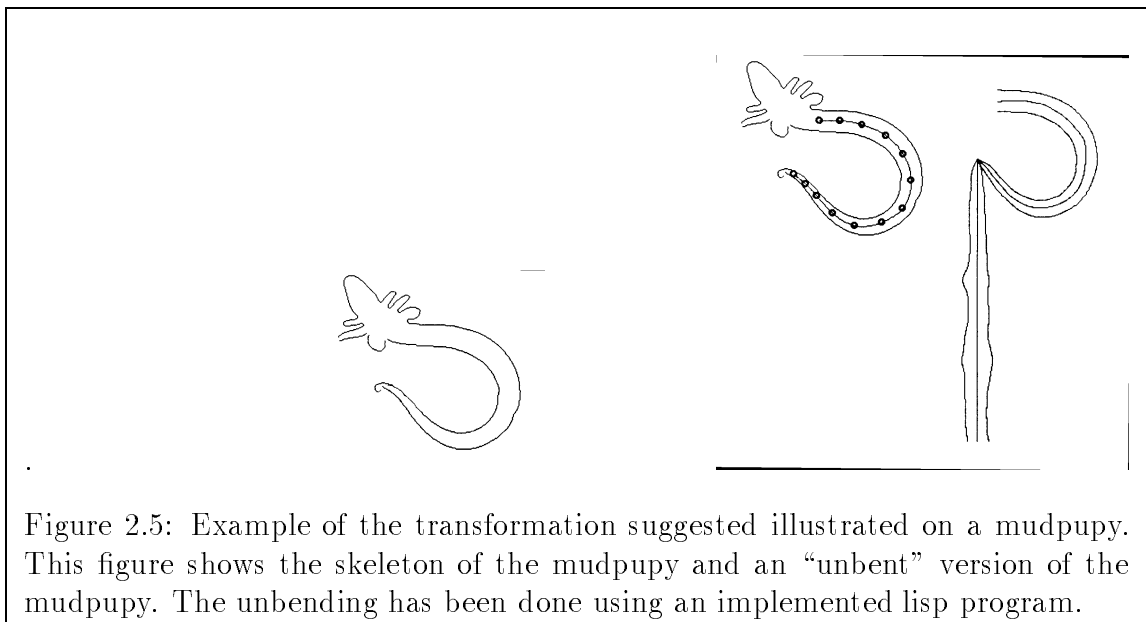 Figure 2.5: Example of the transformation suggested illustrated on a mudpupy.
This figure shows the skeleton of the mudpupy and an “unbent” version of the
mudpupy. The unbending has been done using an implemented lisp program.